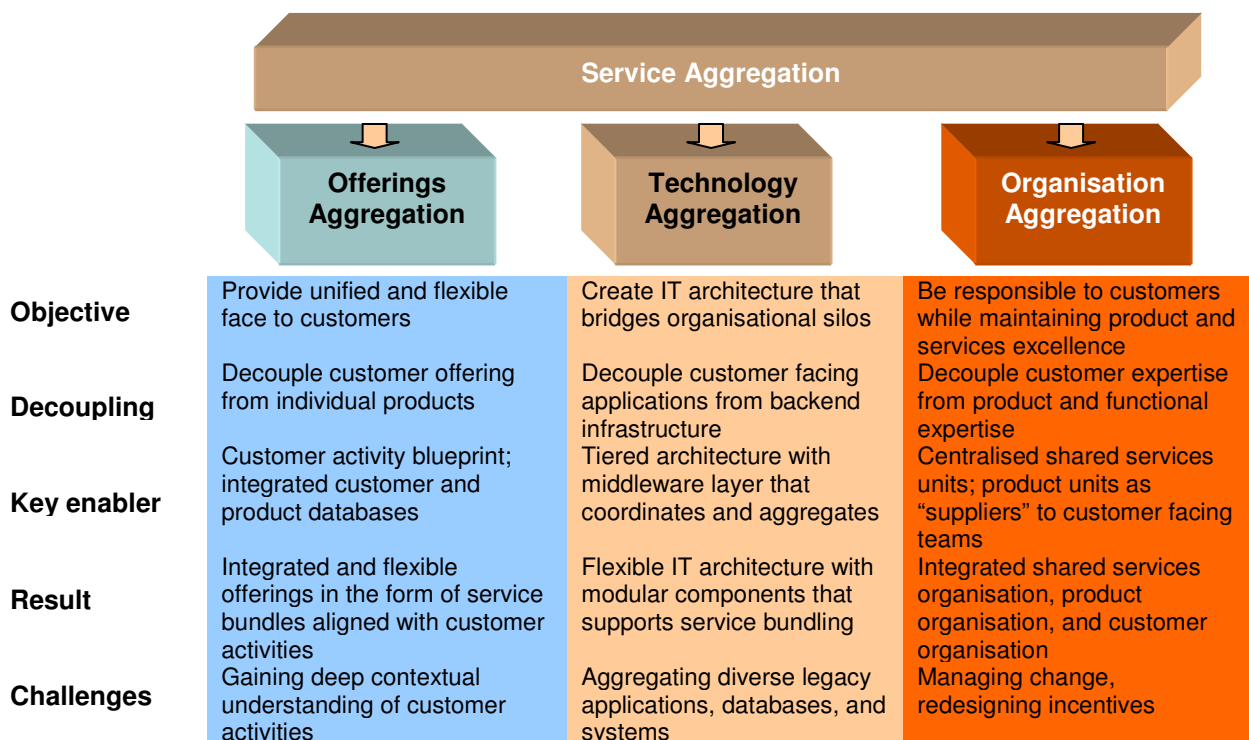 Service Aggregation
Offerings
Aggregation
Technology
Aggregation
Organisation
Aggregation
Objective
Provide unified and flexible
face to customers
Create IT architecture that
bridges organisational silos
Be responsible to customers
while maintaining product and
services excellence
Decoupling
Decouple customer offering
from individual products
Decouple customer facing
applications from backend
infrastructure
Decouple customer expertise
from product and functional
expertise
Key enabler
Customer activity blueprint;
integrated customer and
product databases
Tiered architecture with
middleware layer that
coordinates and aggregates
Centralised shared services
units; product units as
“suppliers” to customer facing
teams
Result
Integrated and flexible
offerings in the form of service
bundles aligned with customer
activities
Flexible IT architecture with
modular components that
supports service bundling
Integrated shared services
organisation, product
organisation, and customer
organisation
Challenges
Gaining deep contextual
understanding of customer
activities
Aggregating diverse legacy
applications, databases, and
systems
Managing change,
redesigning incentives